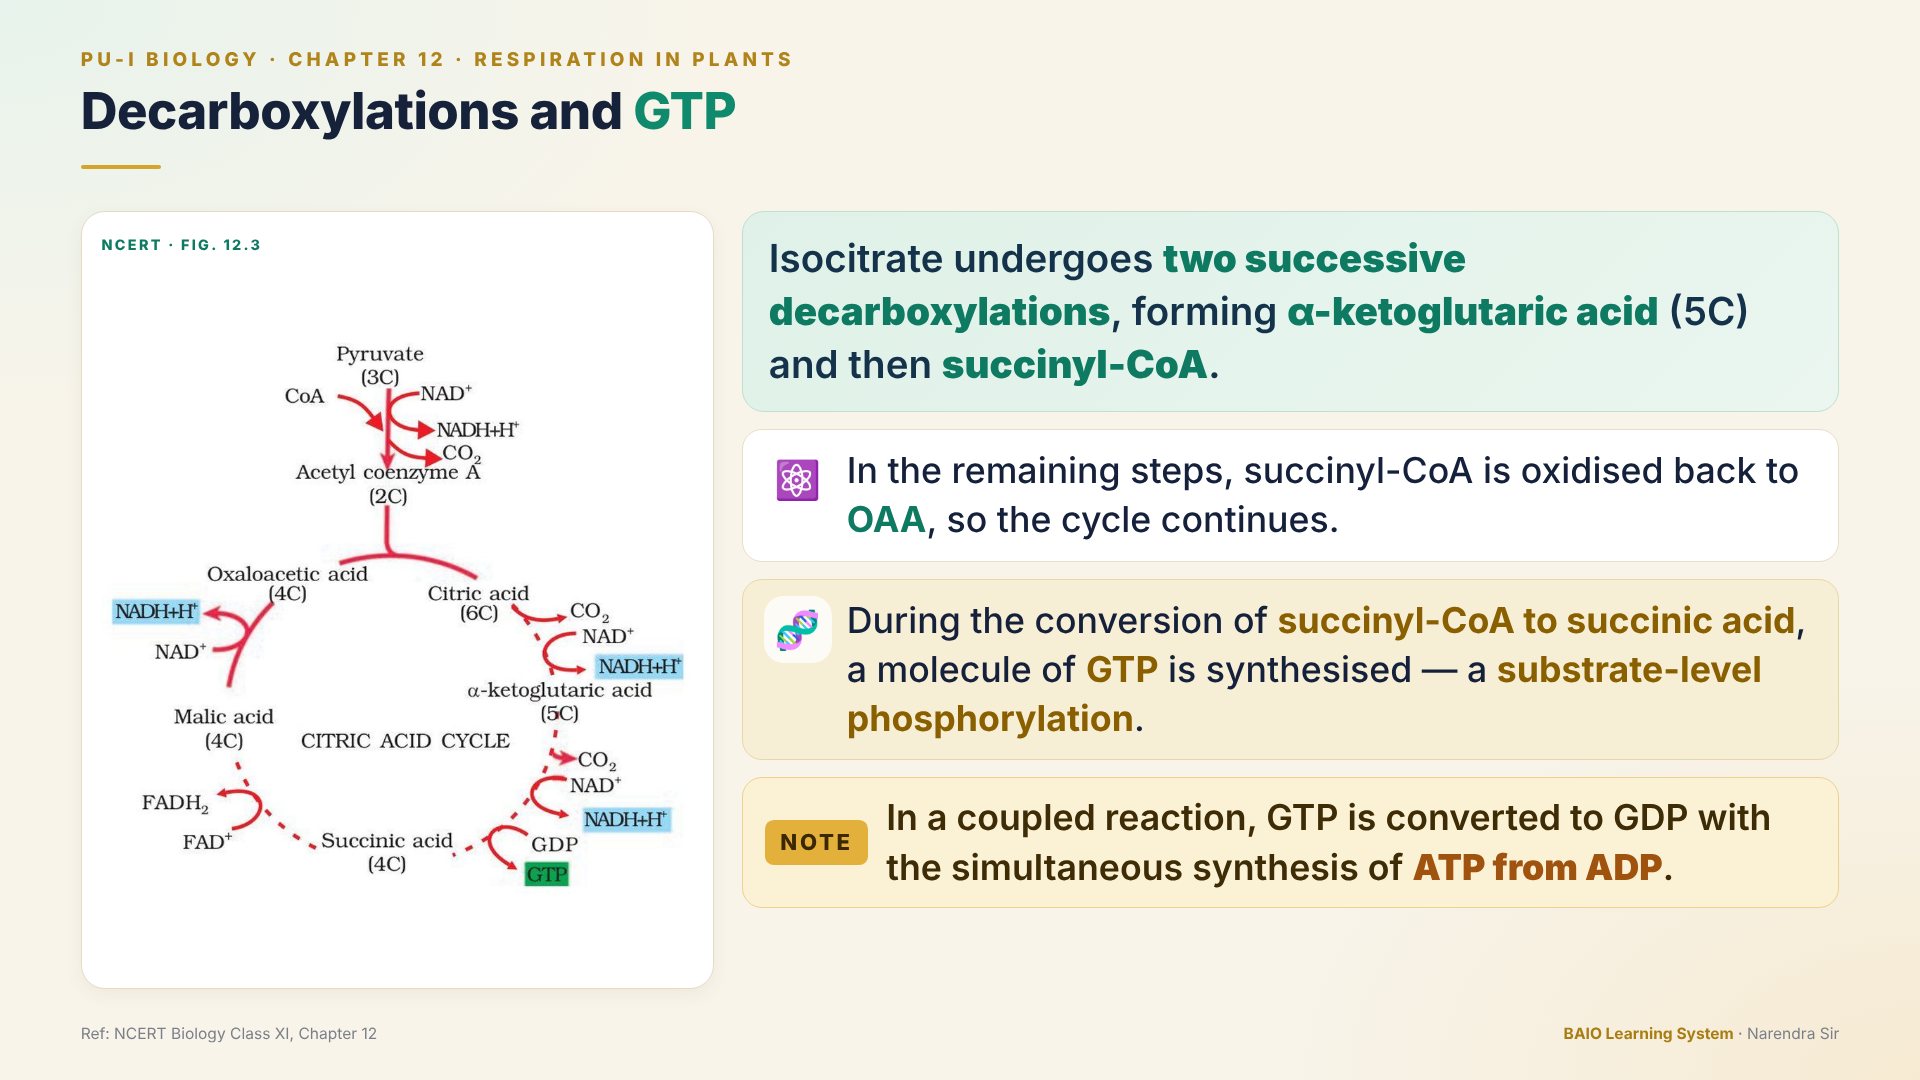 PU-I BIOLOGY · CHAPTER 12 · RESPIRATION IN PLANTS
Decarboxylations and GTP
NCERT · FIG. 12.3
Pyruvate
(3C)
CoA
NAD⁺
NADH+H⁺
CO₂
Acetyl coenzyme A
(2C)
Oxaloacetic acid
(4C)
Citric acid
(6C)
CO₂
NAD⁺
NADH+H⁺
α-ketoglutaric acid
(5C)
CO₂
NAD⁺
NADH+H⁺
GDP
GTP
Succinic acid
(4C)
FAD⁺
FADH₂
Malic acid
(4C)
NAD⁺
NADH+H⁺
CITRIC ACID CYCLE
Isocitrate undergoes two successive
decarboxylations, forming α-ketoglutaric acid (5C)
and then succinyl-CoA.
In the remaining steps, succinyl-CoA is oxidised back to
OAA, so the cycle continues.
During the conversion of succinyl-CoA to succinic acid,
a molecule of GTP is synthesised — a substrate-level
phosphorylation.
NOTE
In a coupled reaction, GTP is converted to GDP with
the simultaneous synthesis of ATP from ADP.
Ref: NCERT Biology Class XI, Chapter 12
BAIO Learning System · Narendra Sir